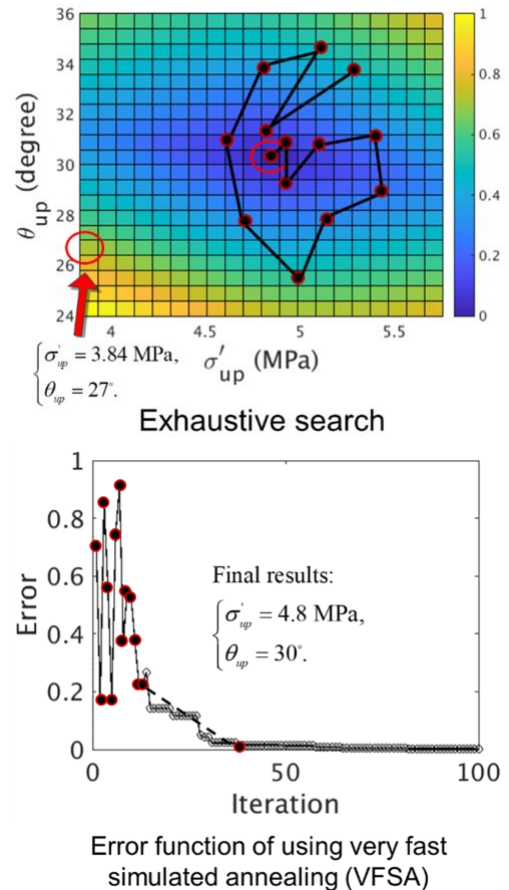 36
34
32
30
28
26
24
θup (degree)
4
4.5
5
5.5
σ′up (MPa)
1
0.8
0.6
0.4
0.2
0
{σ′up = 3.84 MPa,
θup = 27°.
Exhaustive search
1
0.8
0.6
0.4
0.2
0
Error
Final results:
{σ′up = 4.8 MPa,
θup = 30°.
0
50
100
Iteration
Error function of using very fast
simulated annealing (VFSA)